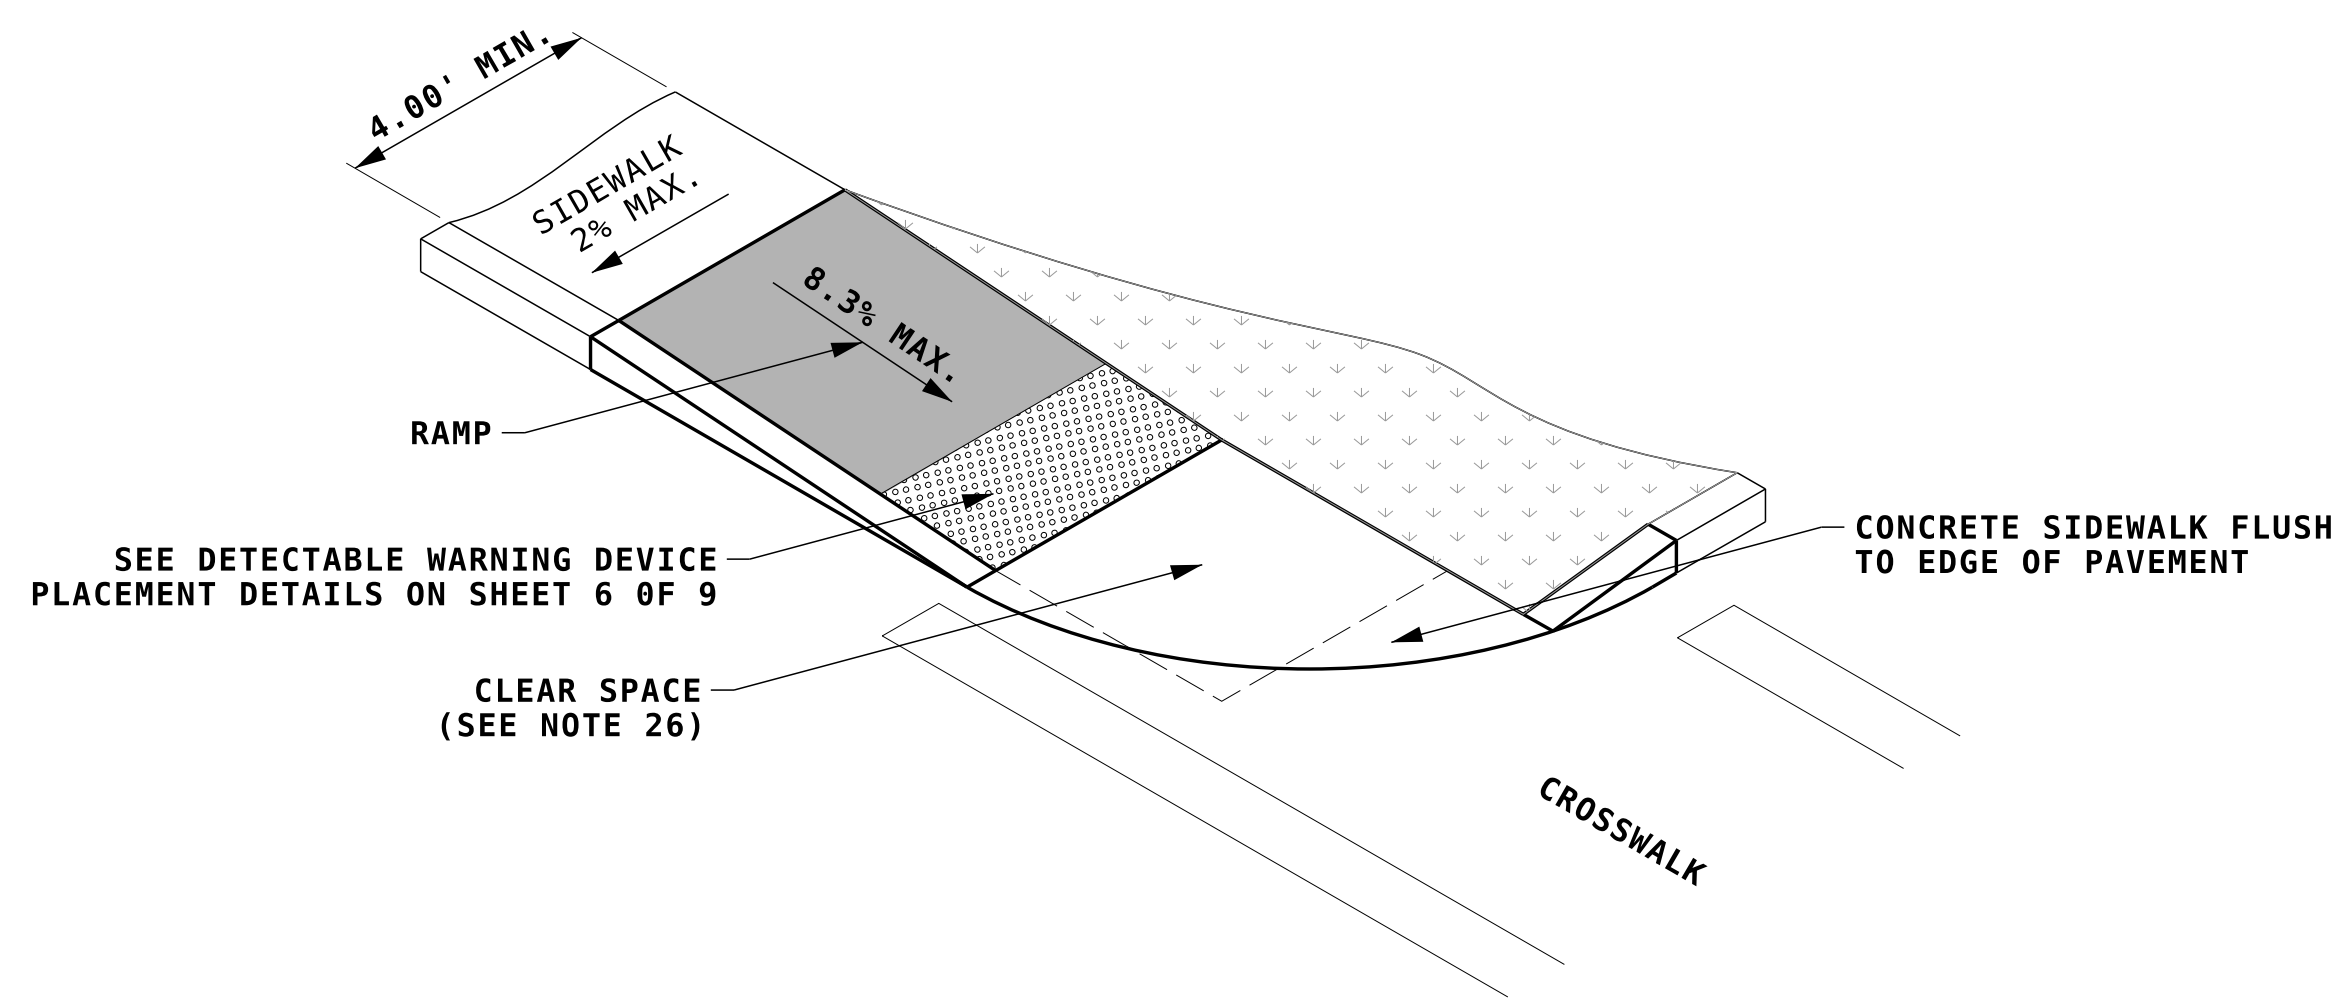 4.00' MIN.
SIDEWALK
2% MAX.
8.3% MAX.
RAMP
SEE DETECTABLE WARNING DEVICE
PLACEMENT DETAILS ON SHEET 6 0F 9
CONCRETE SIDEWALK FLUSH
TO EDGE OF PAVEMENT
CLEAR SPACE
(SEE NOTE 26)
CROSSWALK